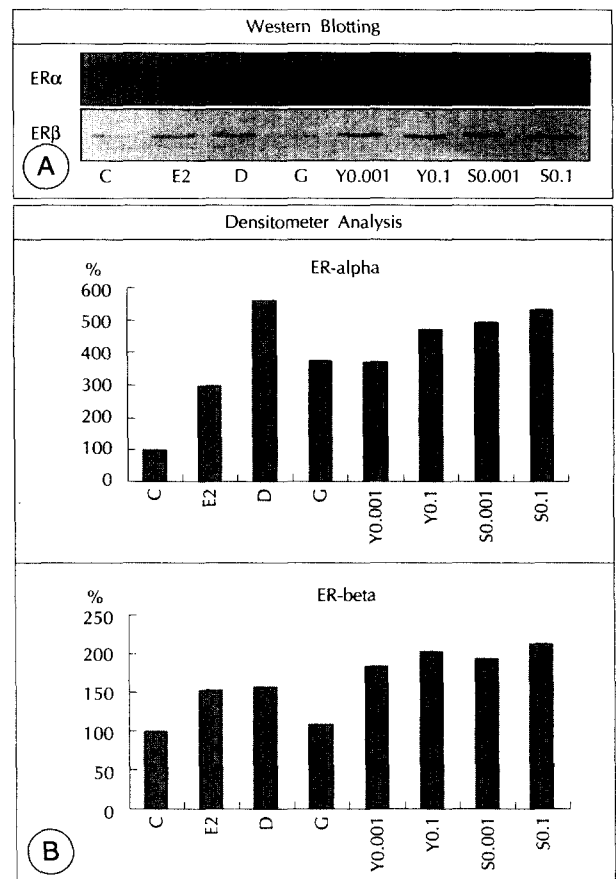 Western Blotting
ERα
ERβ
A
C E2 D G Y0.001 Y0.1 S0.001 S0.1
Densitometer Analysis
ER-alpha
%
600
500
400
300
200
100
0
C E2 D G Y0.001 Y0.1 S0.001 S0.1
ER-beta
%
250
200
150
100
50
0
C E2 D G Y0.001 Y0.1 S0.001 S0.1
B